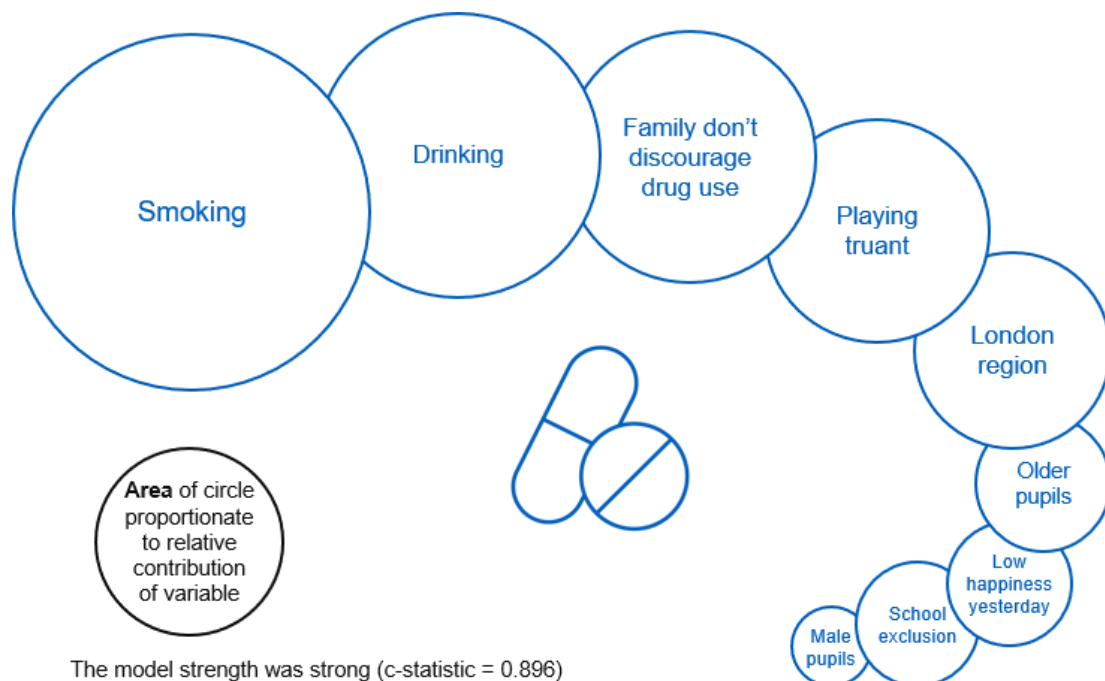 Smoking
Drinking
Family don’t
discourage
drug use
Playing
truant
London
region
Older
pupils
Low
happiness
yesterday
School
exclusion
Male
pupils
Area of circle
proportionate
to relative
contribution
of variable
The model strength was strong (c-statistic = 0.896)